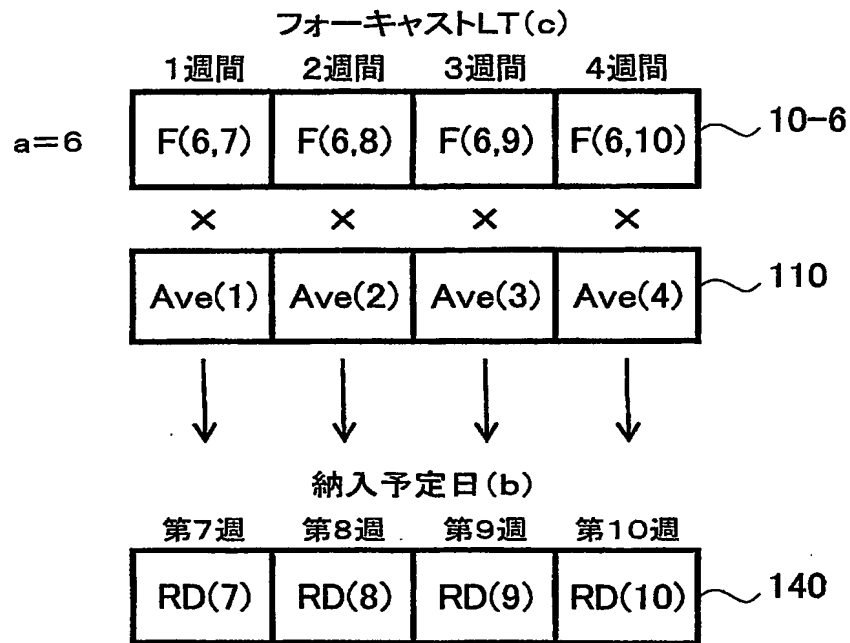 フォーキャストLT(c)
1週間 2週間 3週間 4週間
a=6 F(6,7) F(6,8) F(6,9) F(6,10) 10-6
× × × ×
Ave(1) Ave(2) Ave(3) Ave(4) 110
納入予定日(b)
第7週 第8週 第9週 第10週
RD(7) RD(8) RD(9) RD(10) 140